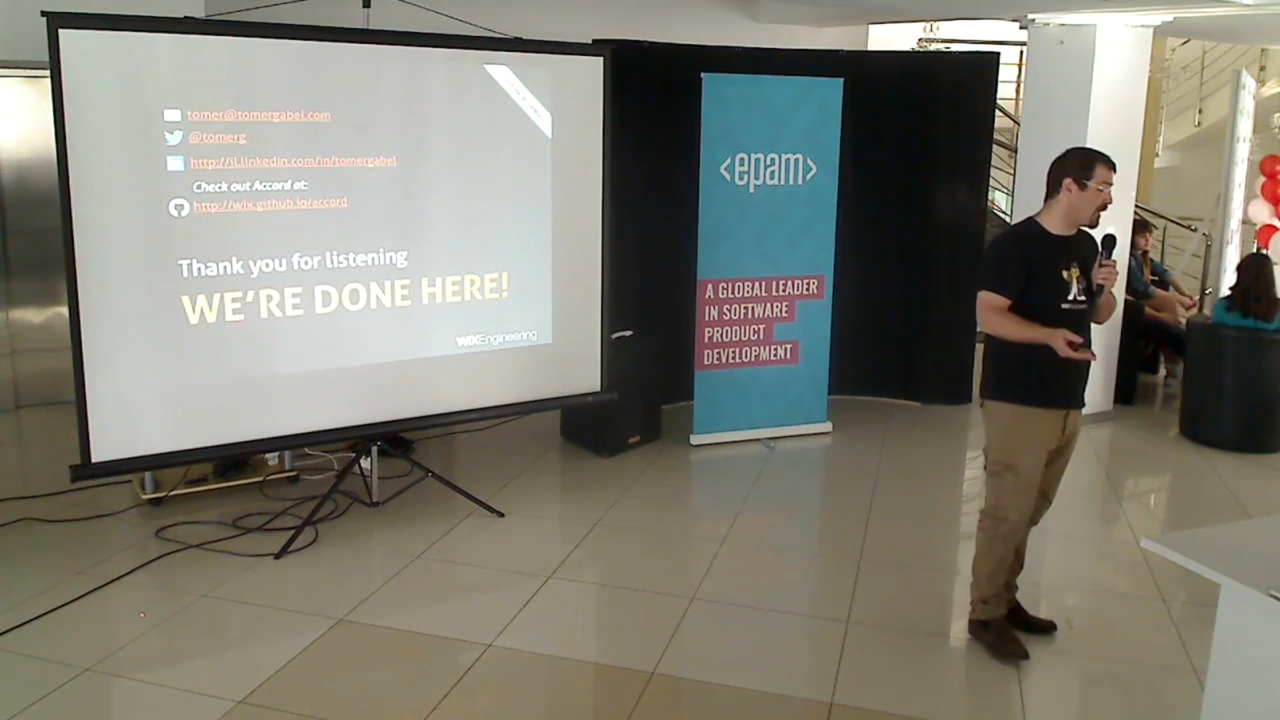 tomer@tomergabel.com
@tomerg
http://il.linkedin.com/in/tomergabel
Check out Accord at:
http://wix.github.io/accord
Thank you for listening
WE'RE DONE HERE!
WIXEngineering
<epam>
A GLOBAL LEADER
IN SOFTWARE
PRODUCT
DEVELOPMENT